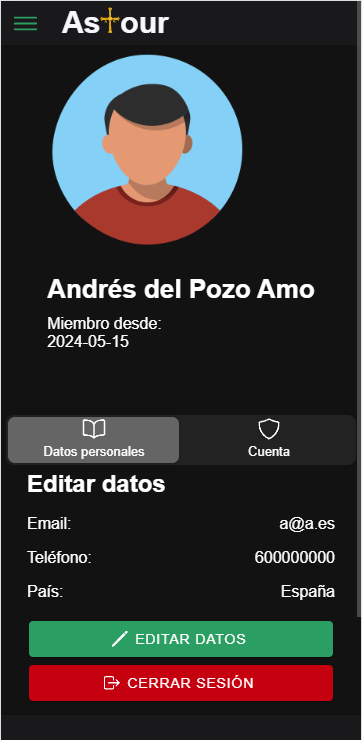 Astour
Andrés del Pozo Amo
Miembro desde:
2024-05-15
Datos personales
Cuenta
Editar datos
Email: a@a.es
Teléfono: 600000000
País: España
EDITAR DATOS
CERRAR SESIÓN